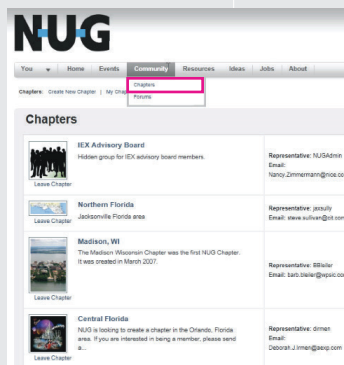 NUG
You Home Events Community Resources Ideas Jobs About
Chapters
Forums
Chapters: Create New Chapter | My Chap
Chapters
IEX Advisory Board
Hidden group for IEX advisory board members.
Representative: NUGAdmin
Email:
Nancy.Zimmermann@nice.co
Leave Chapter
Northern Florida
Jacksonville Florida area
Representative: jassully
Email: steve.sullivan@cit.com
Leave Chapter
Madison, WI
The Madison Wisconsin Chapter was the first NUG Chapter.
It was created in March 2007.
Representative: BBleiler
Email: barb.bleiler@wpsic.co
Leave Chapter
Central Florida
NUG is looking to create a chapter in the Orlando, Florida
area. If you are interested in being a member, please send
a...
Representative: dirmen
Email:
Deborah.J.Irmen@aexp.com
Leave Chapter